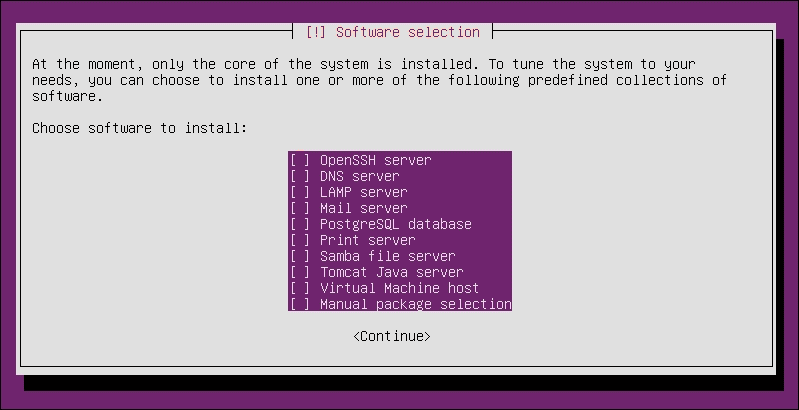 [!] Software selection
At the moment, only the core of the system is installed. To tune the system to your
needs, you can choose to install one or more of the following predefined collections of
software.
Choose software to install:
[ ] OpenSSH server
[ ] DNS server
[ ] LAMP server
[ ] Mail server
[ ] PostgreSQL database
[ ] Print server
[ ] Samba file server
[ ] Tomcat Java server
[ ] Virtual Machine host
[ ] Manual package selection
<Continue>